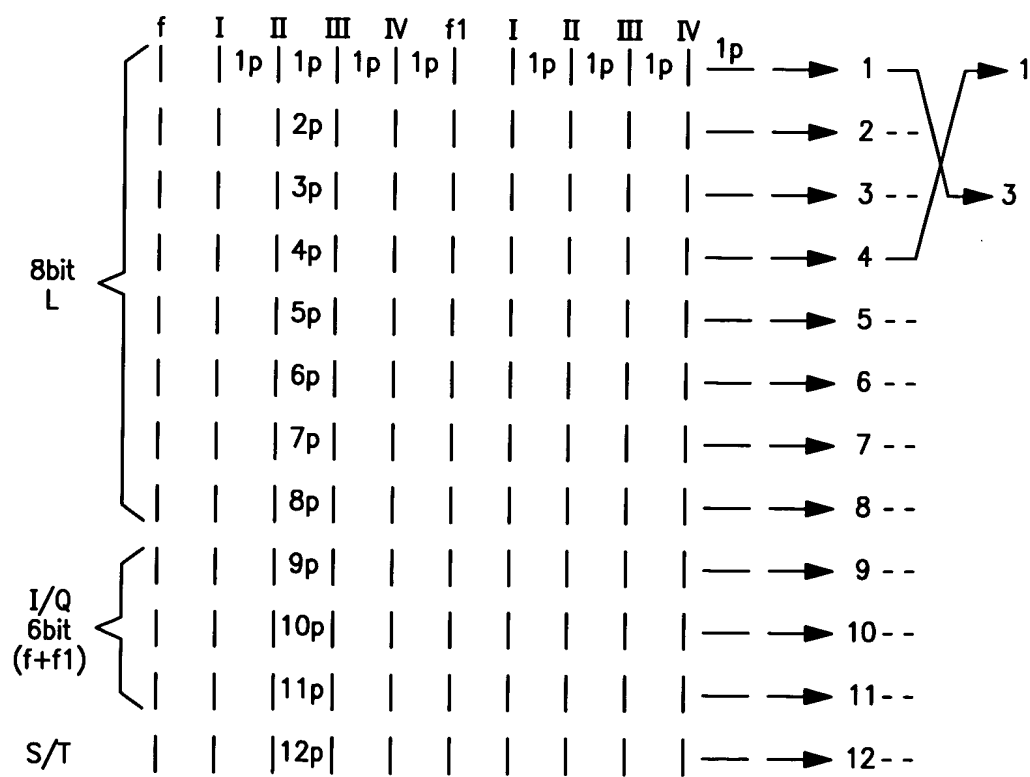 f I II III IV f1 I II III IV
1p 1p 1p 1p 1p 1p 1p 1p 1 1
2p 2 --
3p 3 -- 3
4p 4
8bit
L
5p 5 --
6p 6 --
7p 7 --
8p 8 --
9p 9 --
I/Q
6bit
(f+f1)
10p 10 --
11p 11 --
S/T 12p 12 --